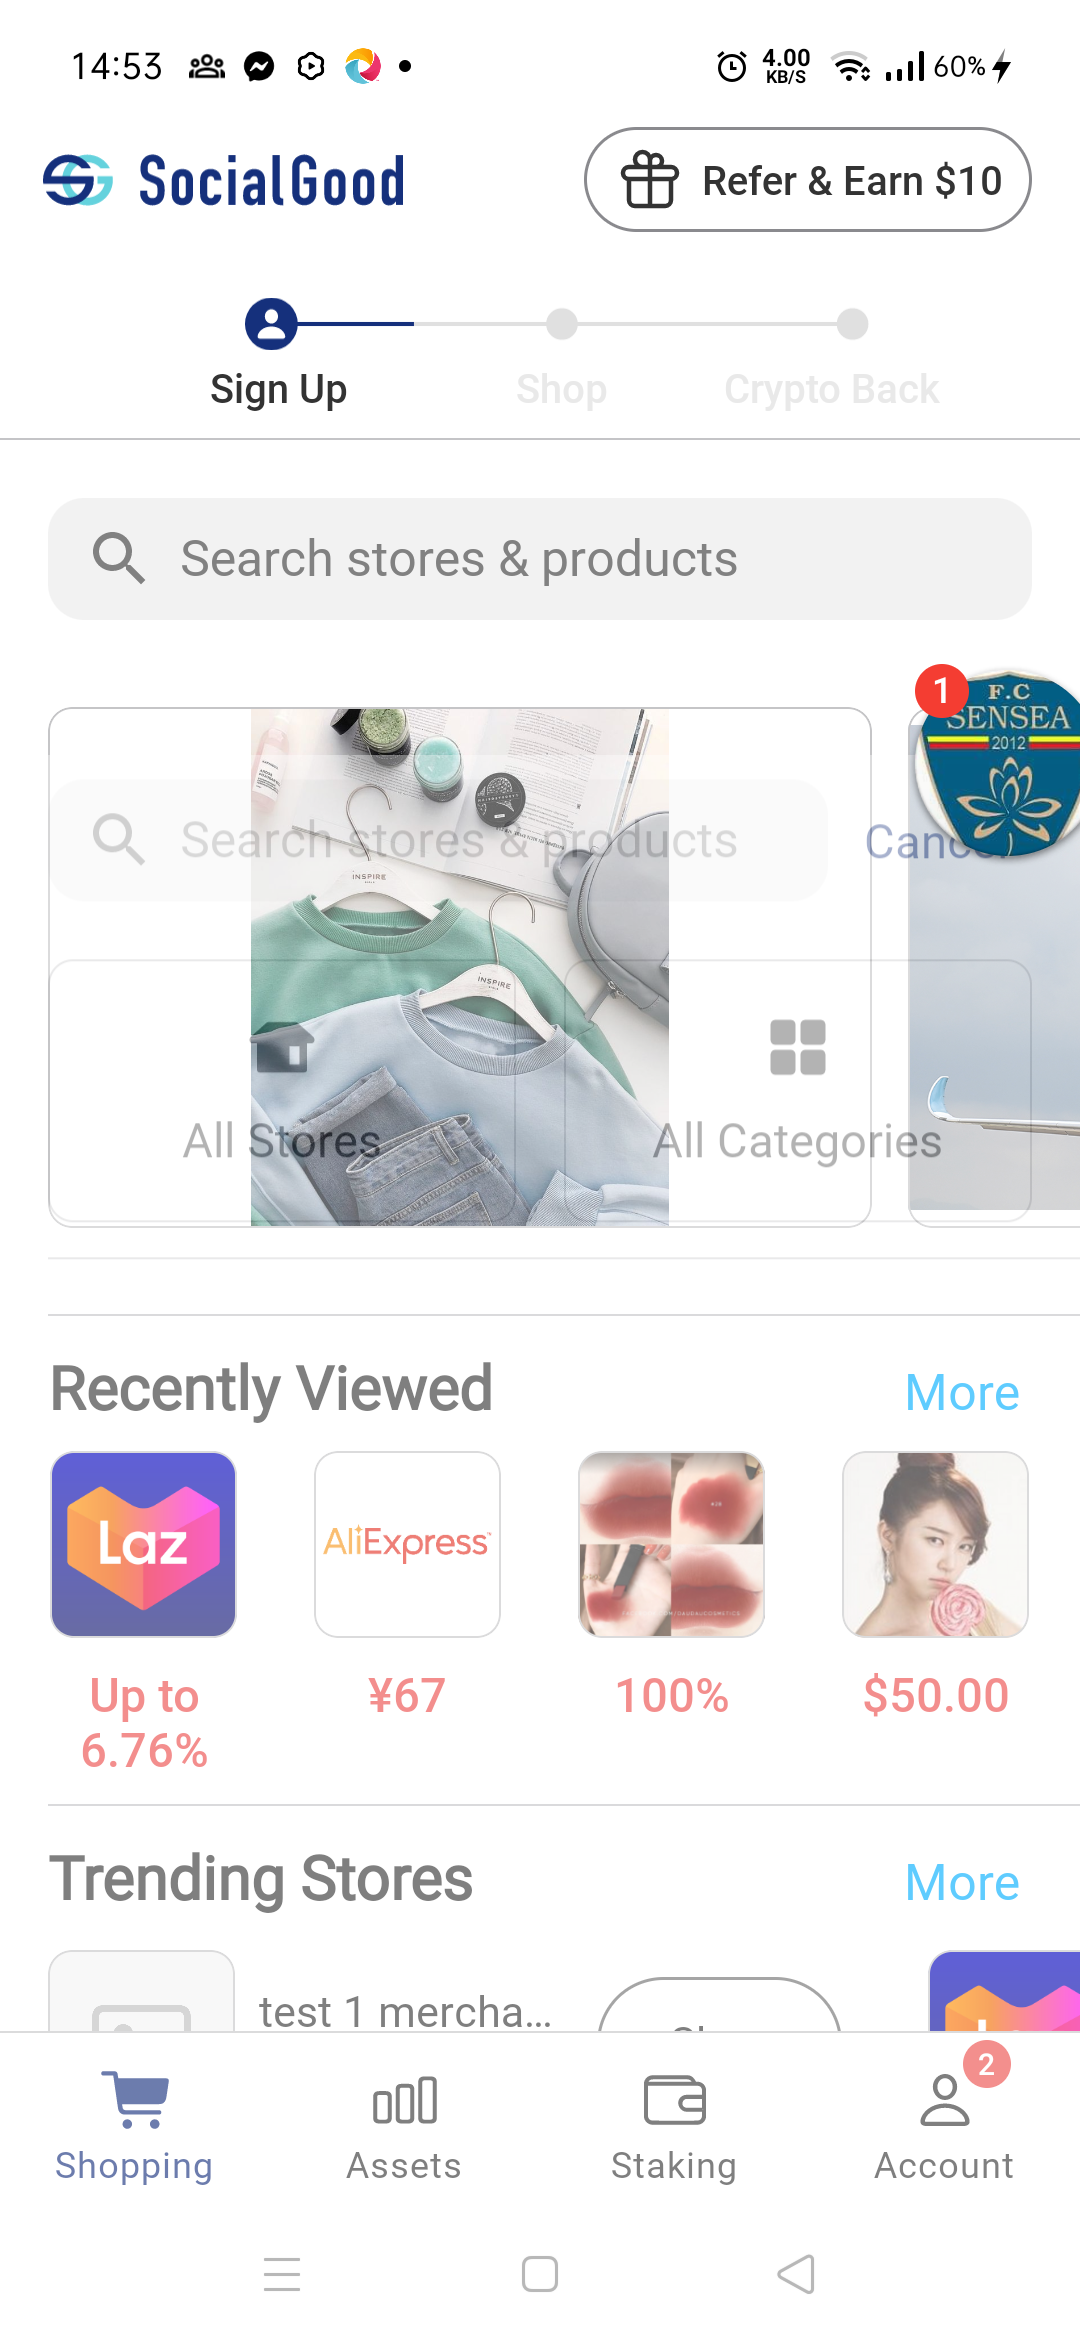 14:53
4.00
KB/S
60%
SocialGood
Refer & Earn $10
Sign Up
Shop
Crypto Back
Search stores & products
1
F.C
SENSEA
2012
Search stores & products
INSPIRE
INSPIRE
All Stores
All Categories
Recently Viewed
More
Laz
AliExpress
Up to
6.76%
¥67
100%
$50.00
Trending Stores
More
test 1 mercha...
2
Shopping
Assets
Staking
Account